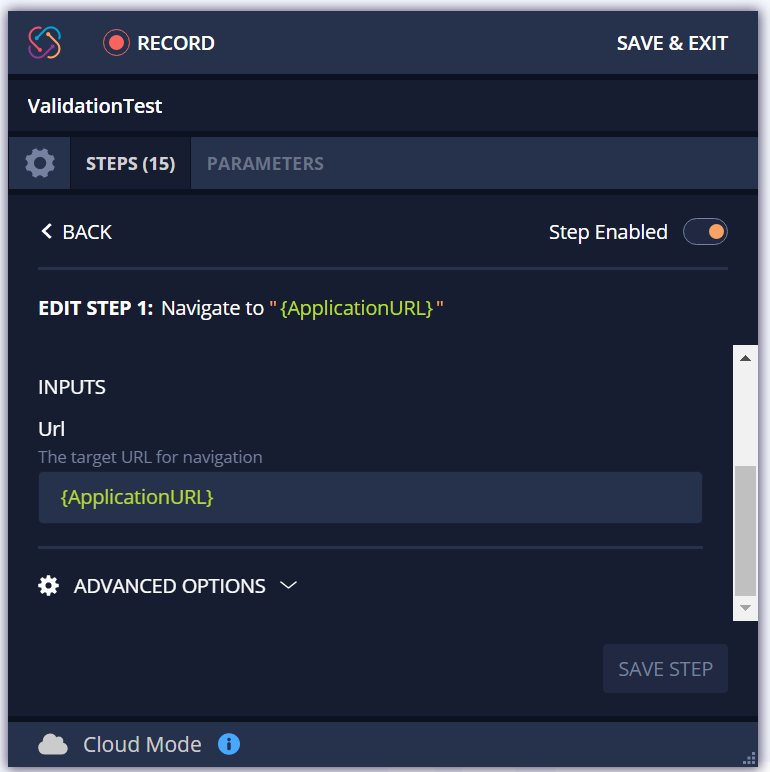 RECORD SAVE & EXIT
ValidationTest
STEPS (15) PARAMETERS
BACK Step Enabled
EDIT STEP 1: Navigate to "{ApplicationURL}"
INPUTS
Url
The target URL for navigation
{ApplicationURL}
ADVANCED OPTIONS
SAVE STEP
Cloud Mode i